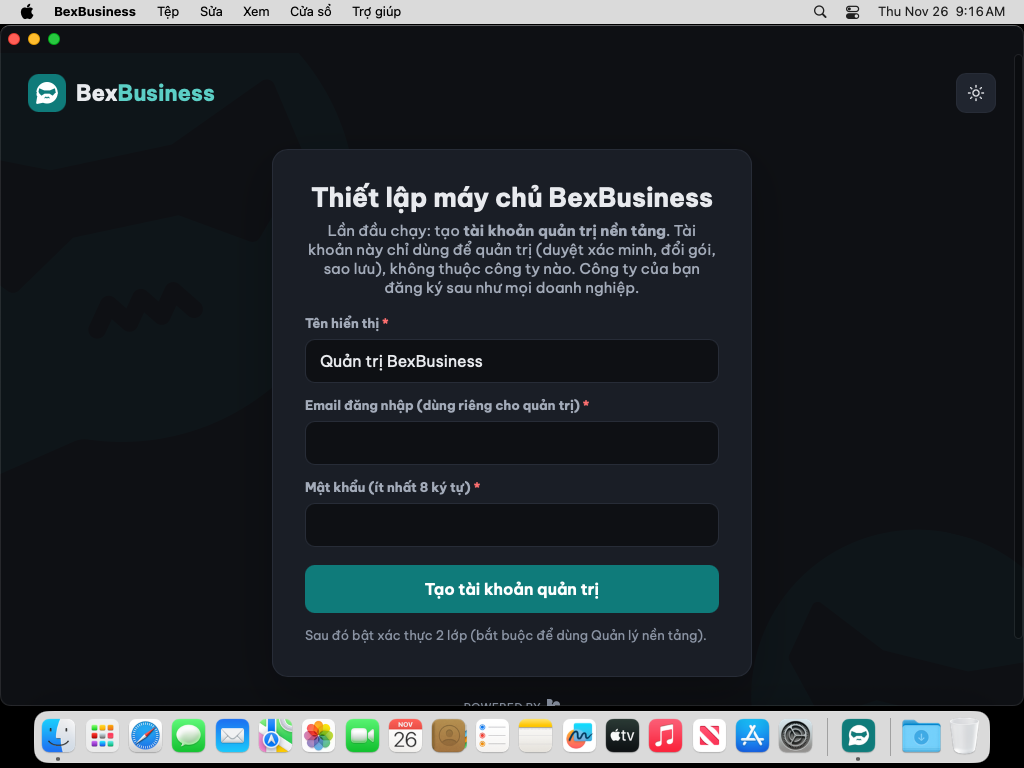 BexBusiness Tệp Sửa Xem Cửa sổ Trợ giúp Thu Nov 26 9:16 AM
BexBusiness
Thiết lập máy chủ BexBusiness
Lần đầu chạy: tạo tài khoản quản trị nền tảng. Tài
khoản này chỉ dùng để quản trị (duyệt xác minh, đổi gói,
sao lưu), không thuộc công ty nào. Công ty của bạn
đăng ký sau như mọi doanh nghiệp.
Tên hiển thị *
Quản trị BexBusiness
Email đăng nhập (dùng riêng cho quản trị) *
Mật khẩu (ít nhất 8 ký tự) *
Tạo tài khoản quản trị
Sau đó bật xác thực 2 lớp (bắt buộc để dùng Quản lý nền tảng).
POWERED BY
NOV
26
tv